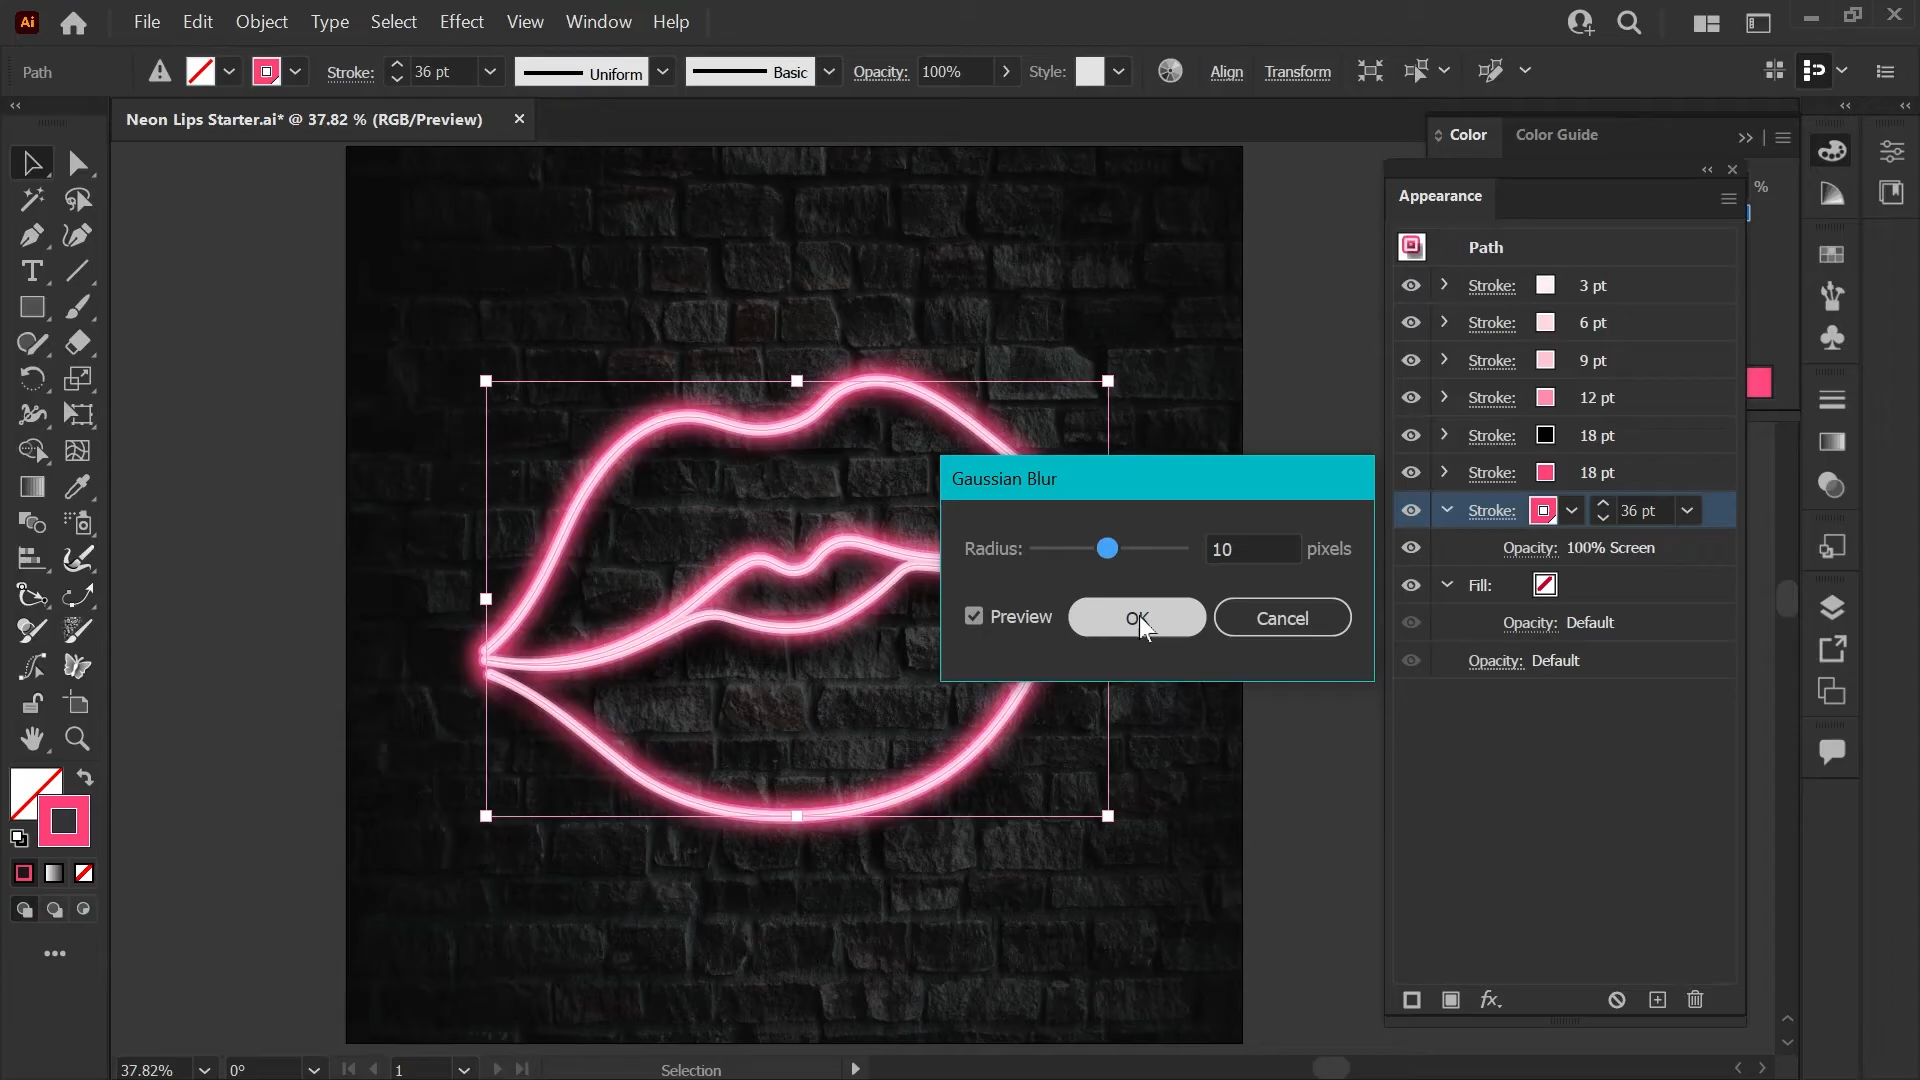 Ai File Edit Object Type Select Effect View Window Help
Path Stroke: 36 pt Uniform Basic Opacity: 100% Style: Align Transform
Neon Lips Starter.ai* @ 37.82 % (RGB/Preview)
Color Color Guide
%
Appearance
Path
Stroke: 3 pt
Stroke: 6 pt
Stroke: 9 pt
Stroke: 12 pt
Stroke: 18 pt
Stroke: 18 pt
Stroke: 36 pt
Opacity: 100% Screen
Fill:
Opacity: Default
Opacity: Default
fx.
Gaussian Blur
Radius: 10 pixels
Preview OK Cancel
37.82% 0° 1 Selection